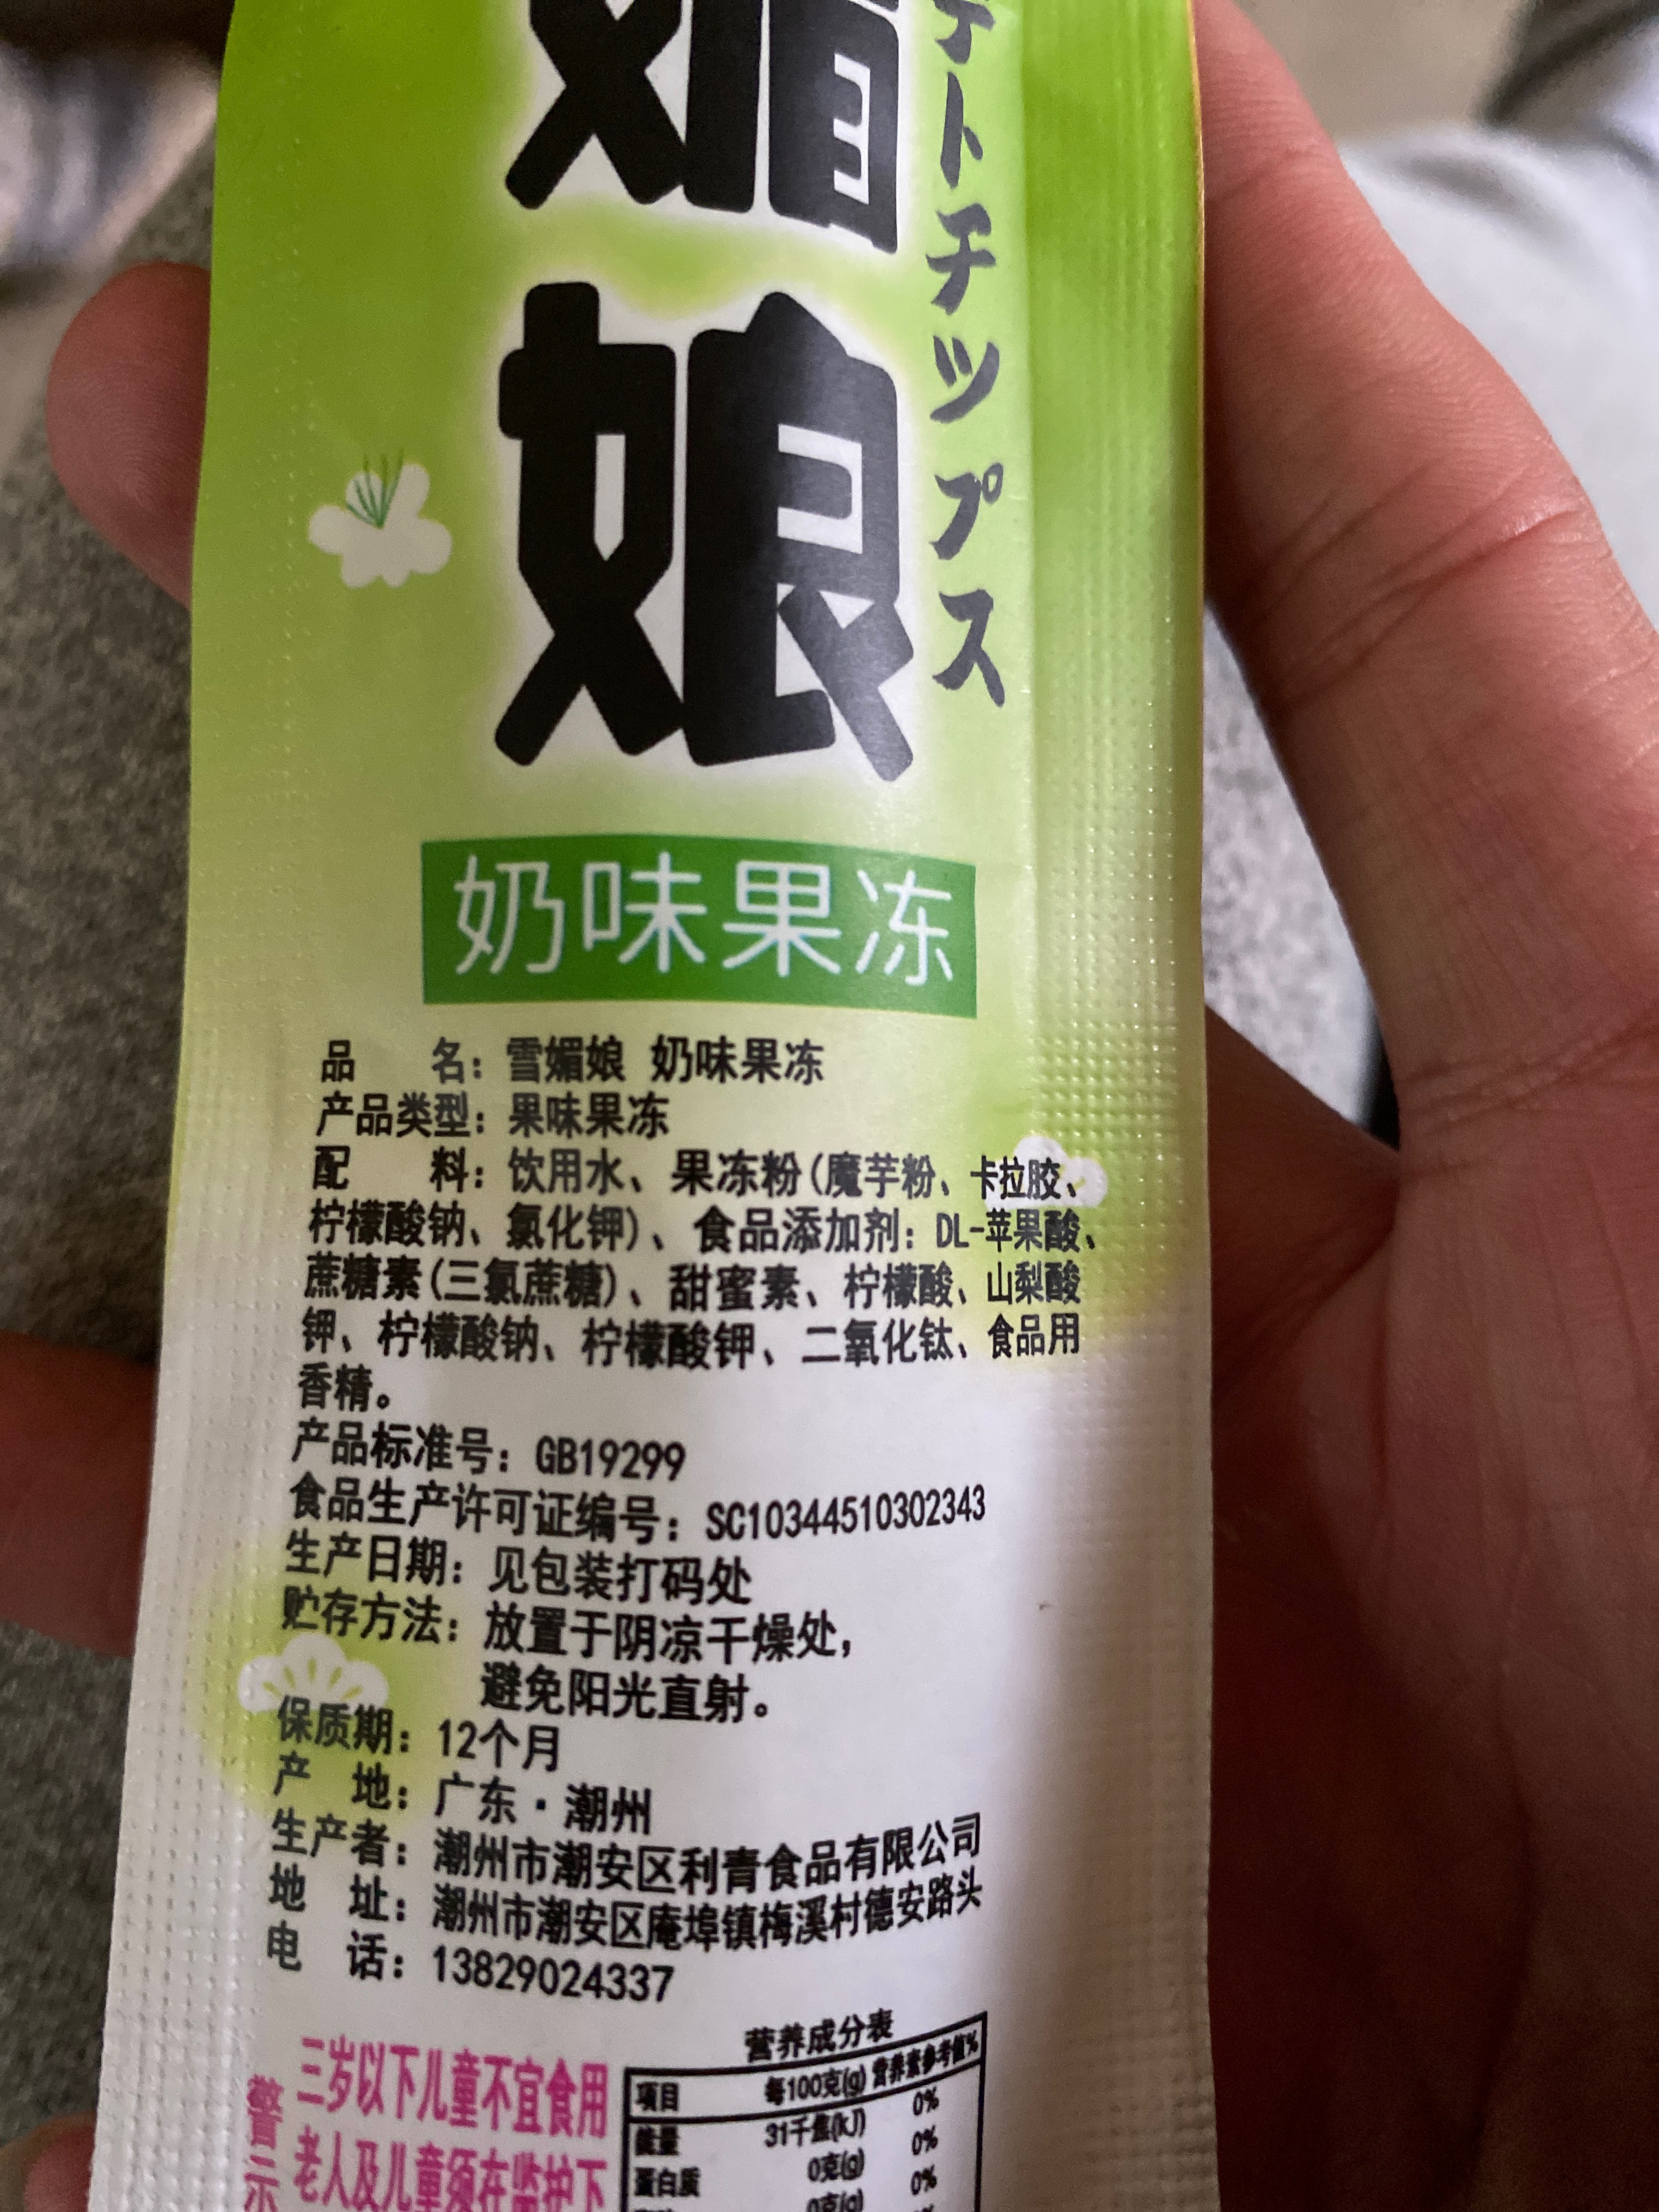 媚娘
テトチップス
奶味果冻
品 名：雪媚娘 奶味果冻
产品类型：果味果冻
配 料：饮用水、果冻粉(魔芋粉、卡拉胶、
柠檬酸钠、氯化钾)、食品添加剂：DL-苹果酸、
蔗糖素(三氯蔗糖)、甜蜜素、柠檬酸、山梨酸
钾、柠檬酸钠、柠檬酸钾、二氧化钛、食品用
香精。
产品标准号：GB19299
食品生产许可证编号：SC10344510302343
生产日期：见包装打码处
贮存方法：放置于阴凉干燥处，
避免阳光直射。
保质期：12个月
产 地：广东·潮州
生产者：潮州市潮安区利青食品有限公司
地 址：潮州市潮安区庵埠镇梅溪村德安路头
电 话：13829024337
警示
三岁以下儿童不宜食用
老人及儿童须在监护下
营养成分表
项目 每100克(g) 营养素参考值%
能量 31千焦(kJ) 0%
蛋白质 0克(g) 0%
0克(g) 0%